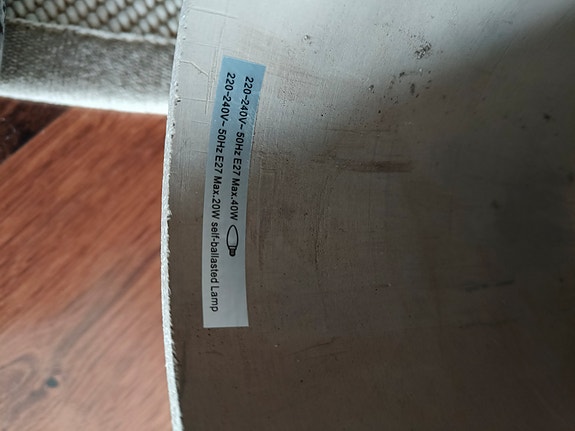 220-240V~ 50Hz E27 Max.40W
220-240V~ 50Hz E27 Max.20W self-ballasted Lamp